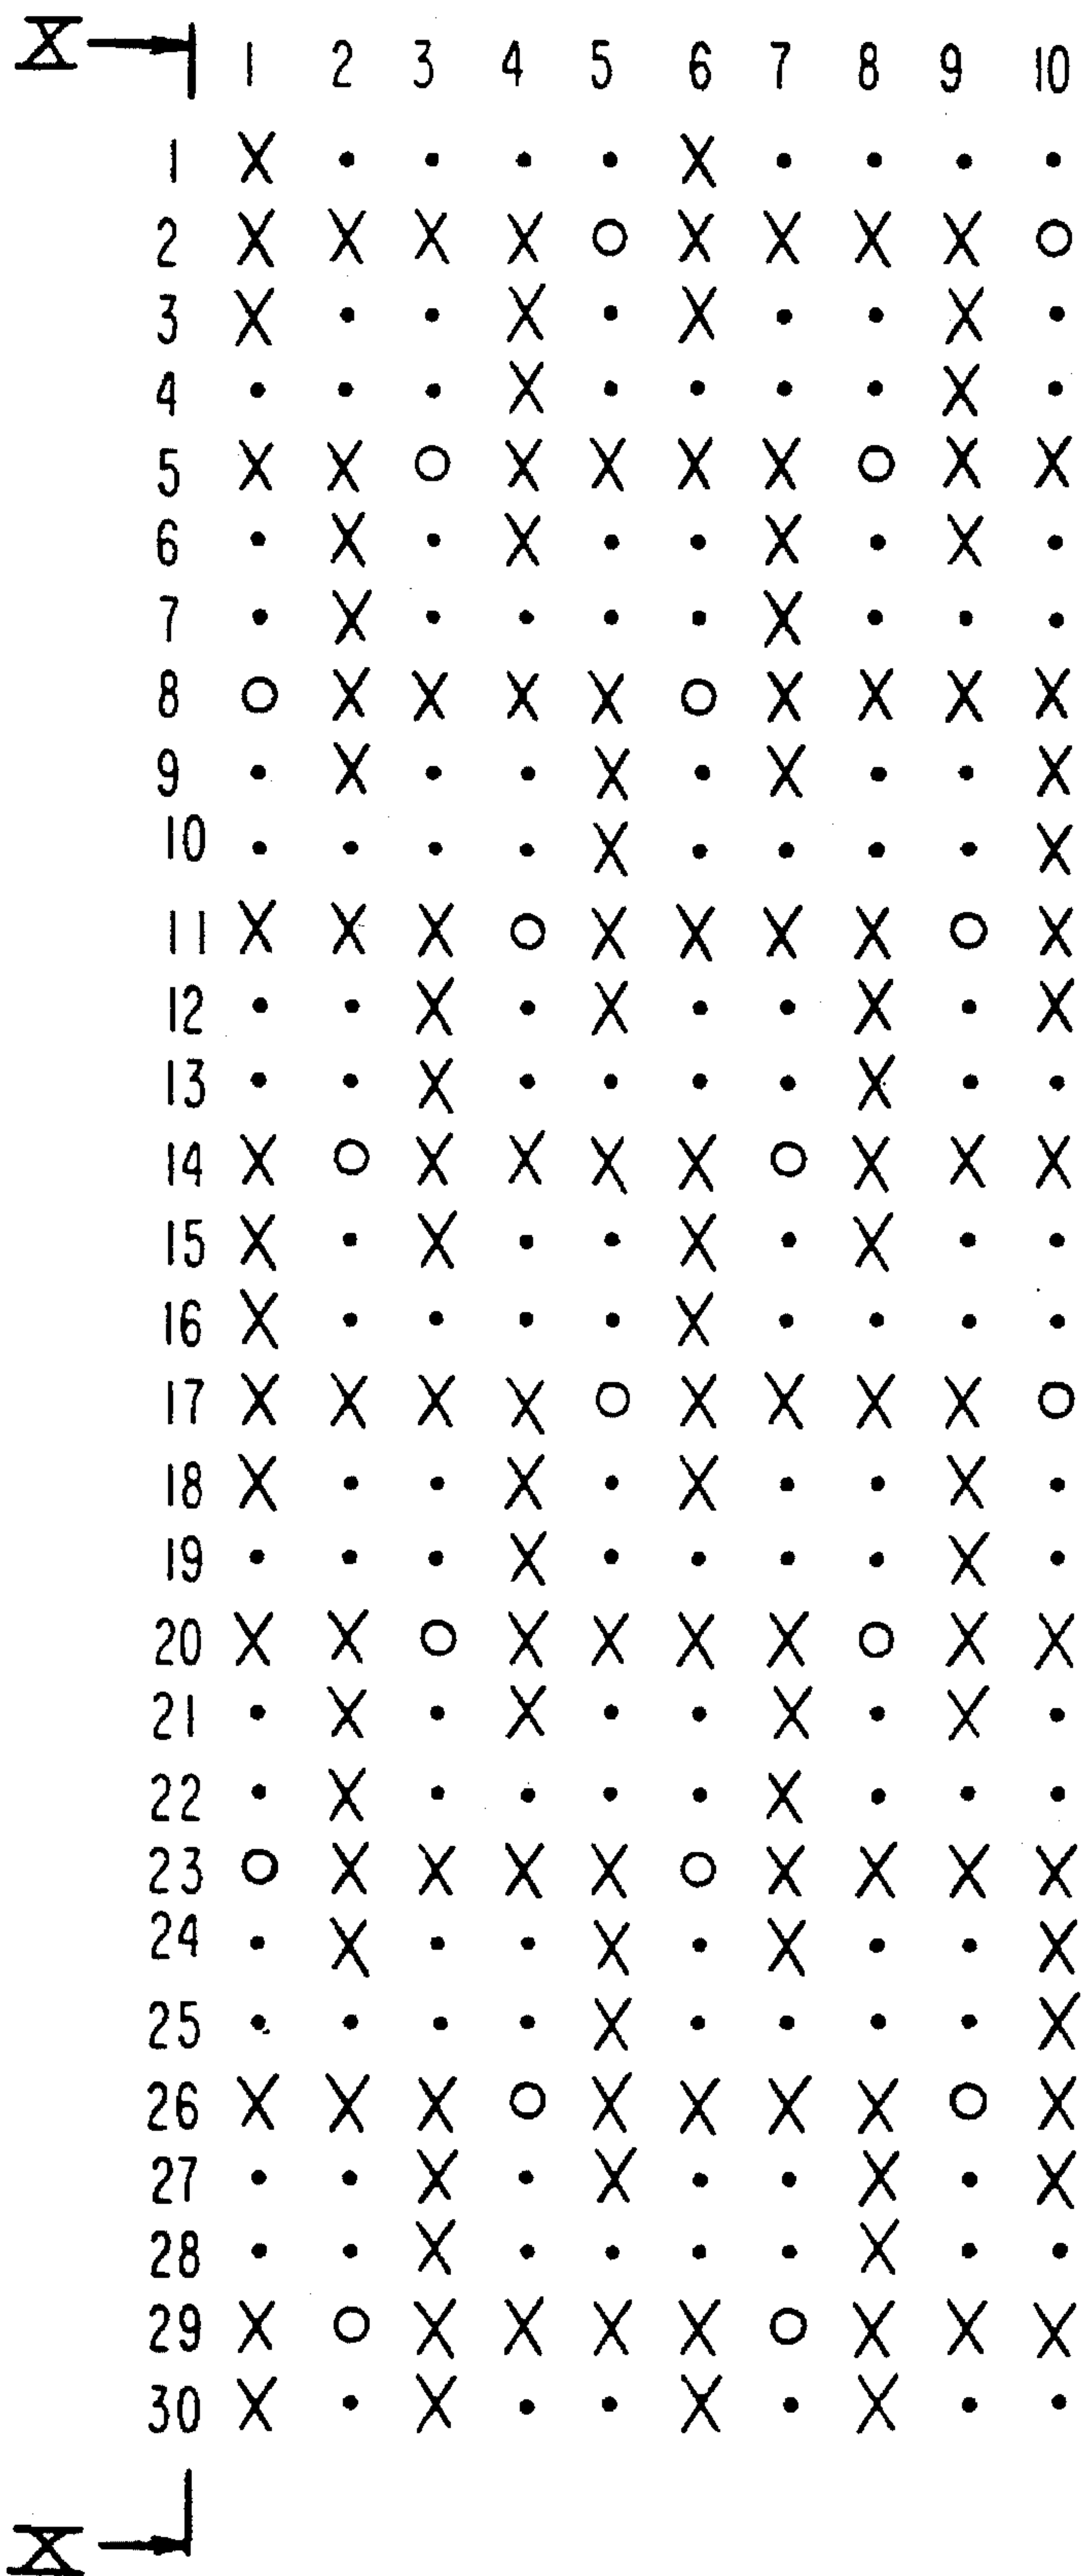 X 1 2 3 4 5 6 7 8 9 10
1 X • • • • X • • • •
2 X X X X O X X X X O
3 X • • X • X • • X •
4 • • • X • • • • X •
5 X X O X X X X O X X
6 • X • X • • X • X •
7 • X • • • • X • • •
8 O X X X X O X X X X
9 • X • • X • X • • X
10 • • • • X • • • • X
11 X X X O X X X X O X
12 • • X • X • • X • X
13 • • X • • • • X • •
14 X O X X X X O X X X
15 X • X • • X • X • •
16 X • • • • X • • • •
17 X X X X O X X X X O
18 X • • X • X • • X •
19 • • • X • • • • X •
20 X X O X X X X O X X
21 • X • X • • X • X •
22 • X • • • • X • • •
23 O X X X X O X X X X
24 • X • • X • X • • X
25 • • • • X • • • • X
26 X X X O X X X X O X
27 • • X • X • • X • X
28 • • X • • • • X • •
29 X O X X X X O X X X
30 X • X • • X • X • •
X